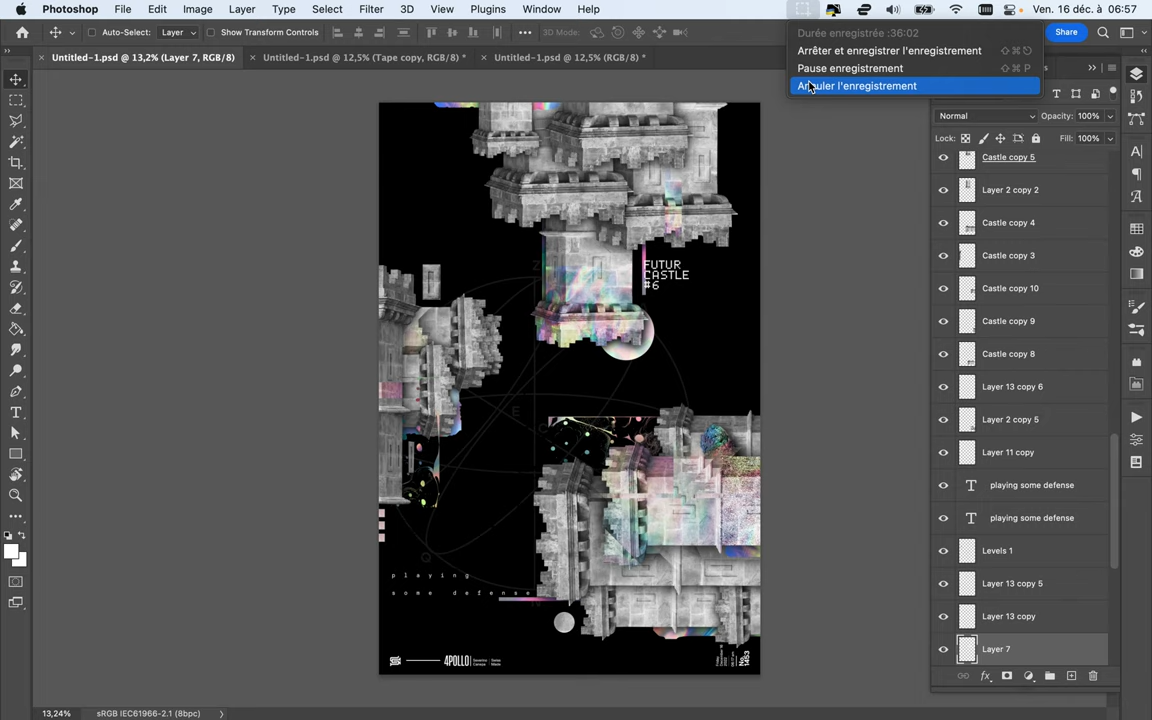 Photoshop File Edit Image Layer Type Select Filter 3D View Plugins Window Help Ven. 16 déc. à 06:57
Auto-Select: Layer Show Transform Controls 3D Mode: Share
Durée enregistrée :36:02
Arrêter et enregistrer l'enregistrement
Pause enregistrement P
Annuler l'enregistrement
Untitled-1.psd @ 13,2% (Layer 7, RGB/8) Untitled-1.psd @ 12,5% (Tape copy, RGB/8) * Untitled-1.psd @ 12,5% (RGB/8) *
Normal Opacity: 100%
Lock: Fill: 100%
Castle copy 5
Layer 2 copy 2
Castle copy 4
Castle copy 3
Castle copy 10
Castle copy 9
Castle copy 8
Layer 13 copy 6
Layer 2 copy 5
Layer 11 copy
playing some defense
playing some defense
Levels 1
Layer 13 copy 5
Layer 13 copy
Layer 7
FUTUR
CASTLE
#6
E
Q
playing
some defense
4POLLO
No. 1453
13,24% sRGB IEC61966-2.1 (8bpc)